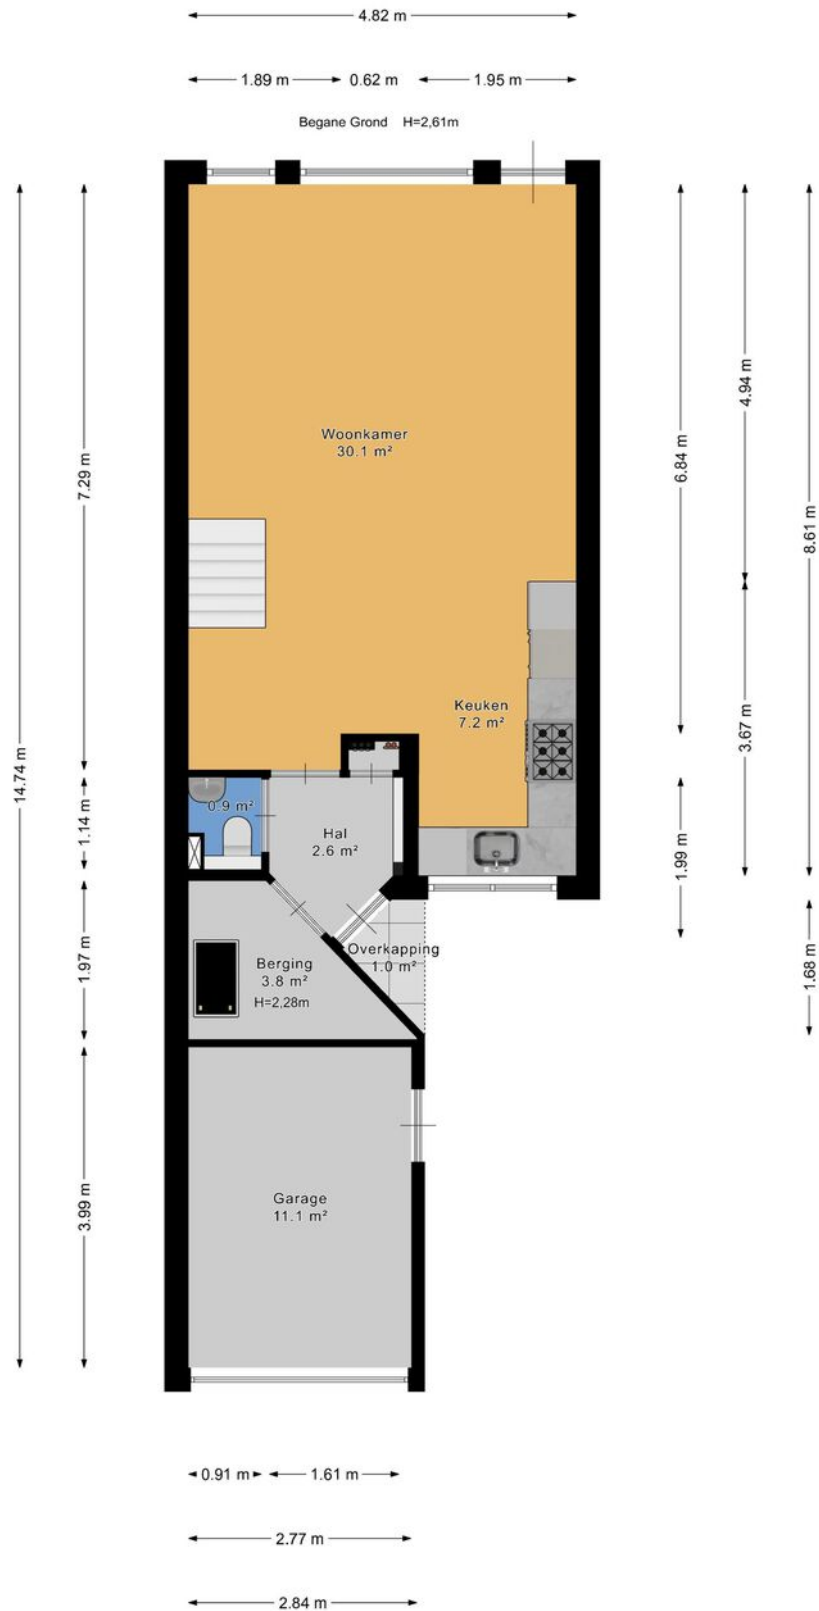 4.82 m
1.89 m 0.62 m 1.95 m
Begane Grond H=2,61m
4.94 m
Woonkamer
30.1 m²
6.84 m
7.29 m
8.61 m
Keuken
7.2 m²
3.67 m
14.74 m
0.9 m²
1.14 m
Hal
2.6 m²
1.99 m
Overkapping
1.0 m²
Berging
3.8 m²
H=2,28m
1.97 m
1.68 m
Garage
11.1 m²
3.99 m
0.91 m 1.61 m
2.77 m
2.84 m